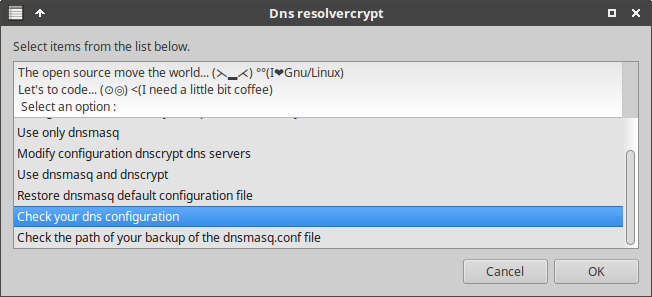 Dns resolvercrypt
Select items from the list below.
The open source move the world... (⋋▂⋌) °°(I❤Gnu/Linux)
Let's to code... (⊙◎) <(I need a little bit coffee)
Select an option :
Use only dnsmasq
Modify configuration dnscrypt dns servers
Use dnsmasq and dnscrypt
Restore dnsmasq default configuration file
Check your dns configuration
Check the path of your backup of the dnsmasq.conf file
Cancel OK